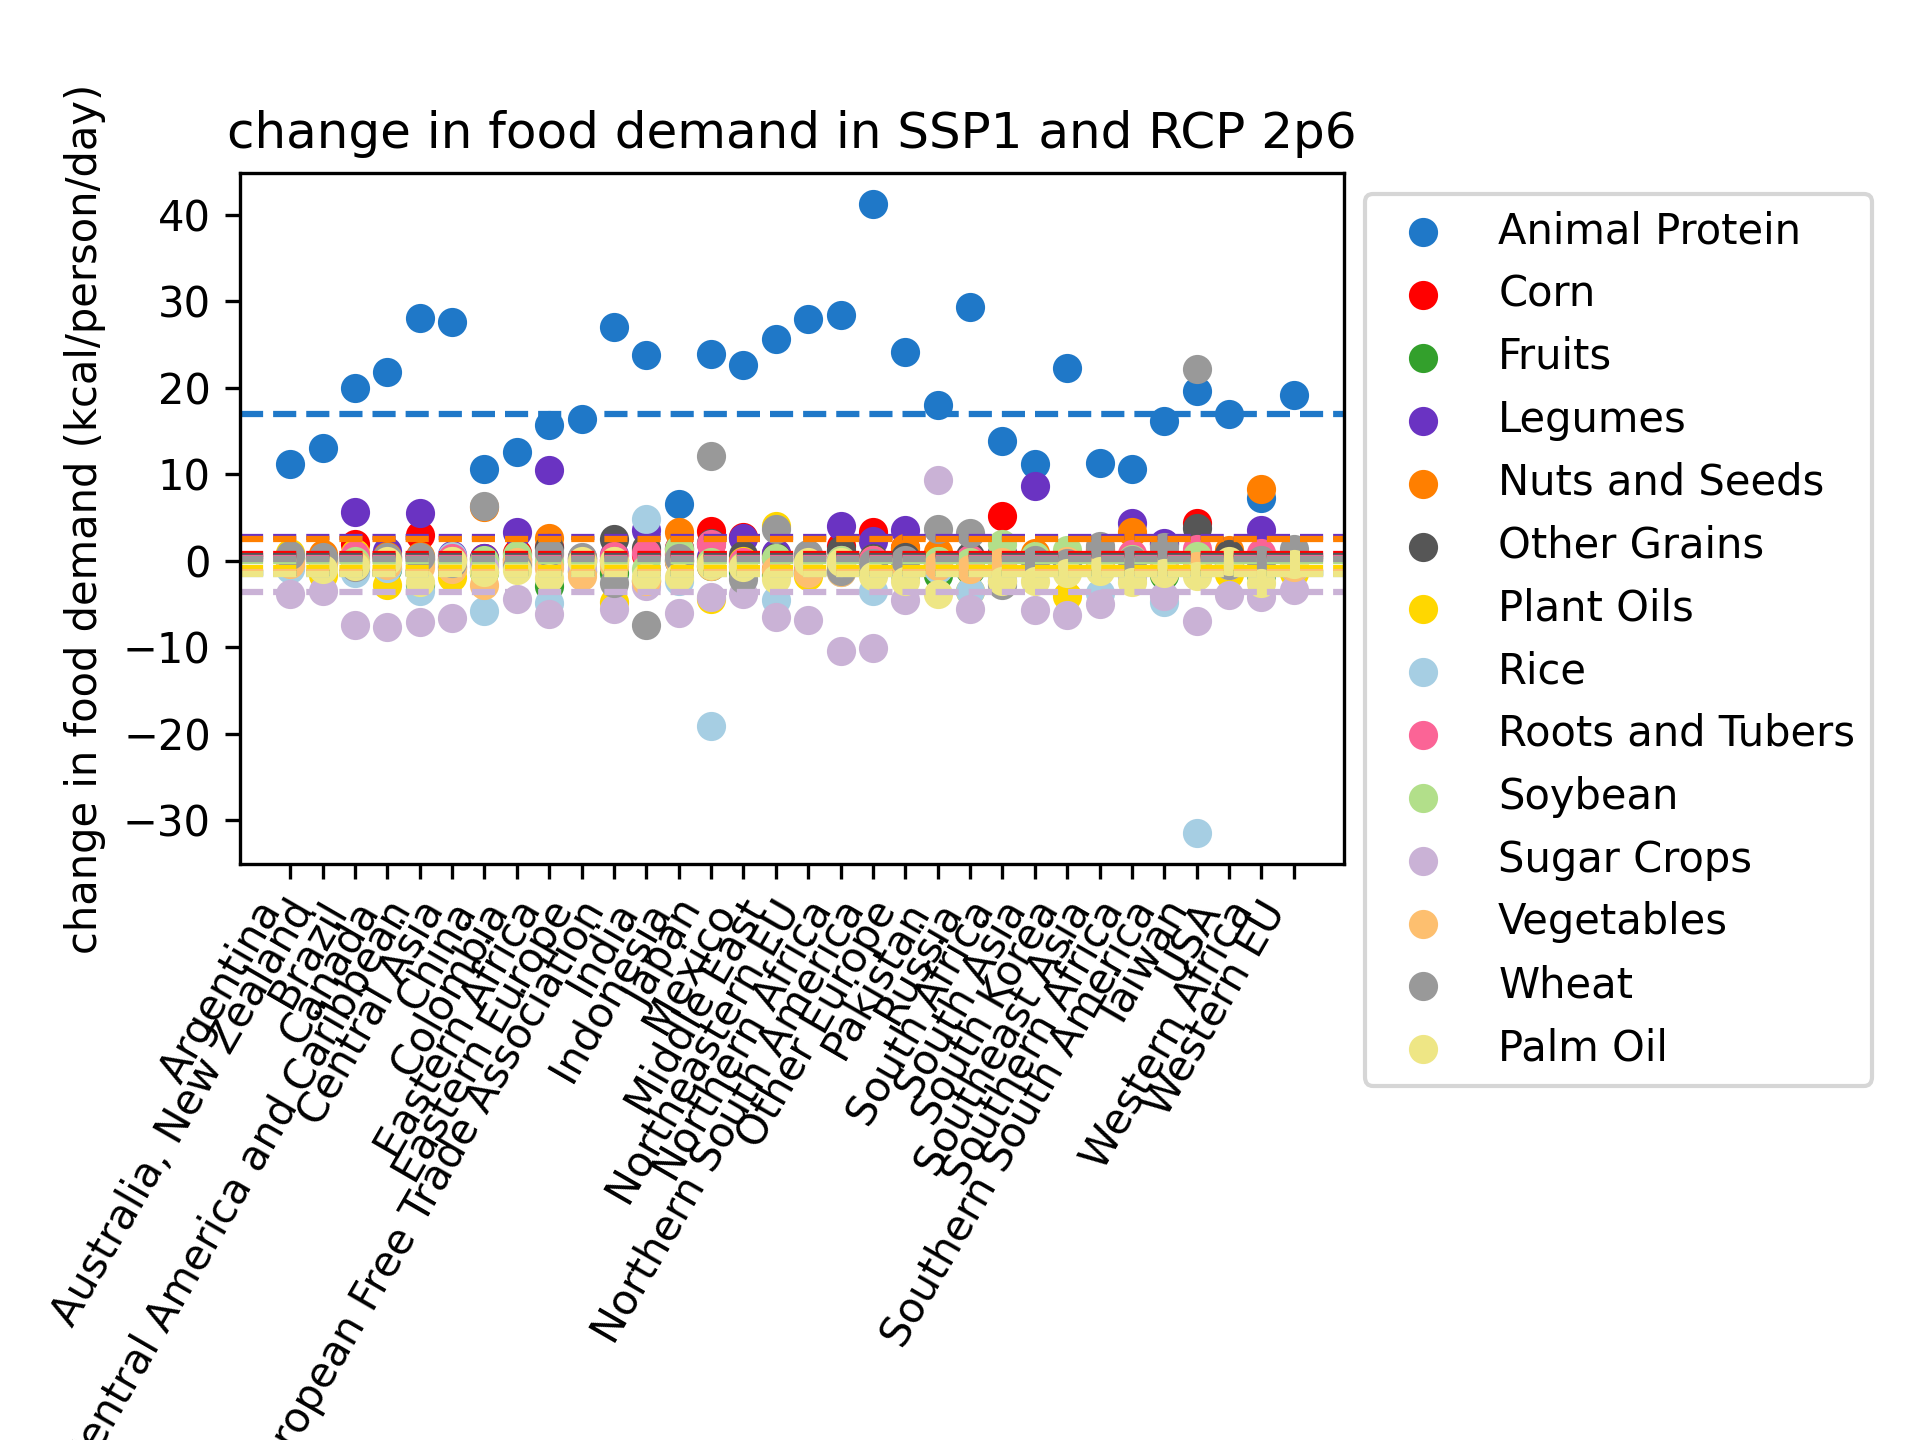 change in food demand in SSP1 and RCP 2p6
change in food demand (kcal/person/day)
40
30
20
10
0
−10
−20
−30
Argentina
Australia, New Zealand
Brazil
Canada
entral America and Caribbean
Central Asia
China
Colombia
Eastern Africa
Eastern Europe
ropean Free Trade Association
India
Indonesia
Japan
Mexico
Middle East
Northeastern EU
Northern Africa
Northern South America
Other Europe
Pakistan
Russia
South Africa
South Asia
South Korea
Southeast Asia
Southern Africa
Southern South America
Taiwan
USA
Western Africa
Western EU
Animal Protein
Corn
Fruits
Legumes
Nuts and Seeds
Other Grains
Plant Oils
Rice
Roots and Tubers
Soybean
Sugar Crops
Vegetables
Wheat
Palm Oil